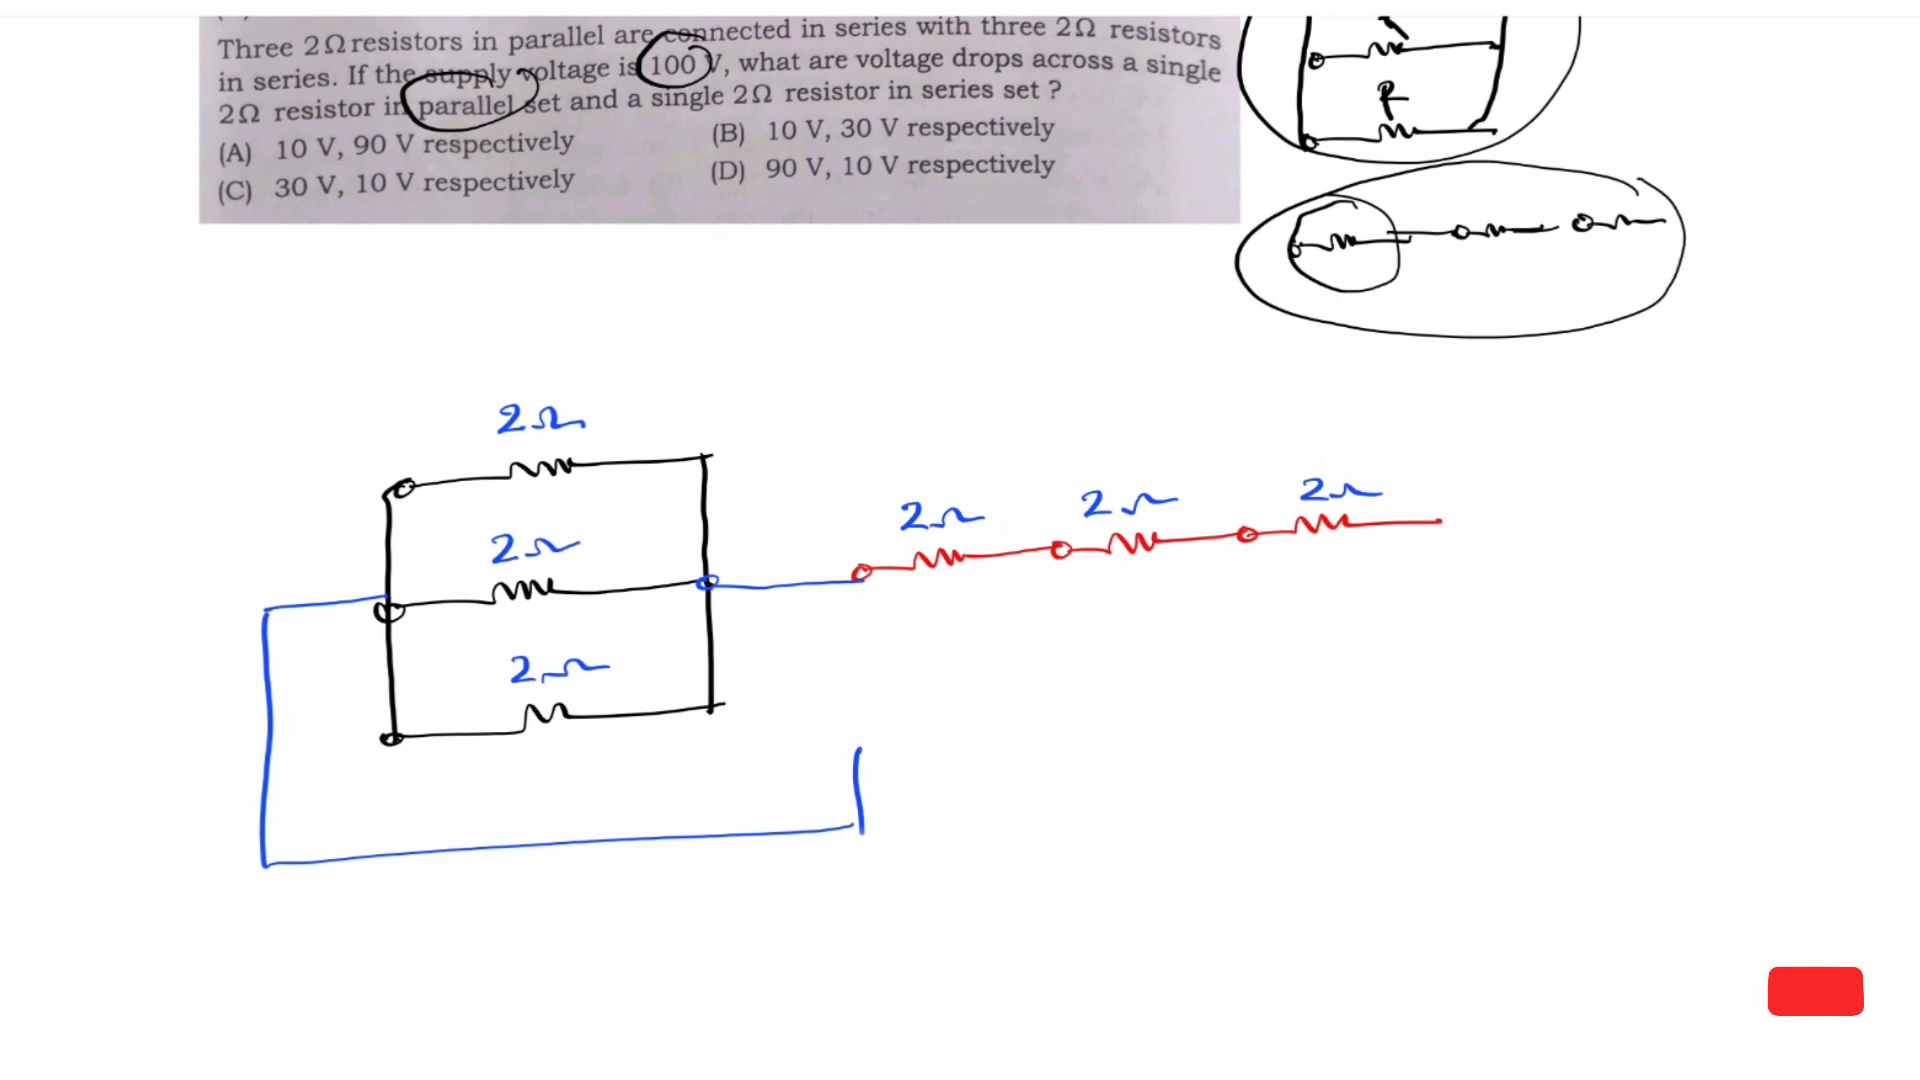 Three 2Ω resistors in parallel are connected in series with three 2Ω resistors
in series. If the supply voltage is 100 V, what are voltage drops across a single
2Ω resistor in parallel set and a single 2Ω resistor in series set ?
(A) 10 V, 90 V respectively
(B) 10 V, 30 V respectively
(C) 30 V, 10 V respectively
(D) 90 V, 10 V respectively
R
2Ω
2Ω
2Ω
2Ω
2Ω
2Ω